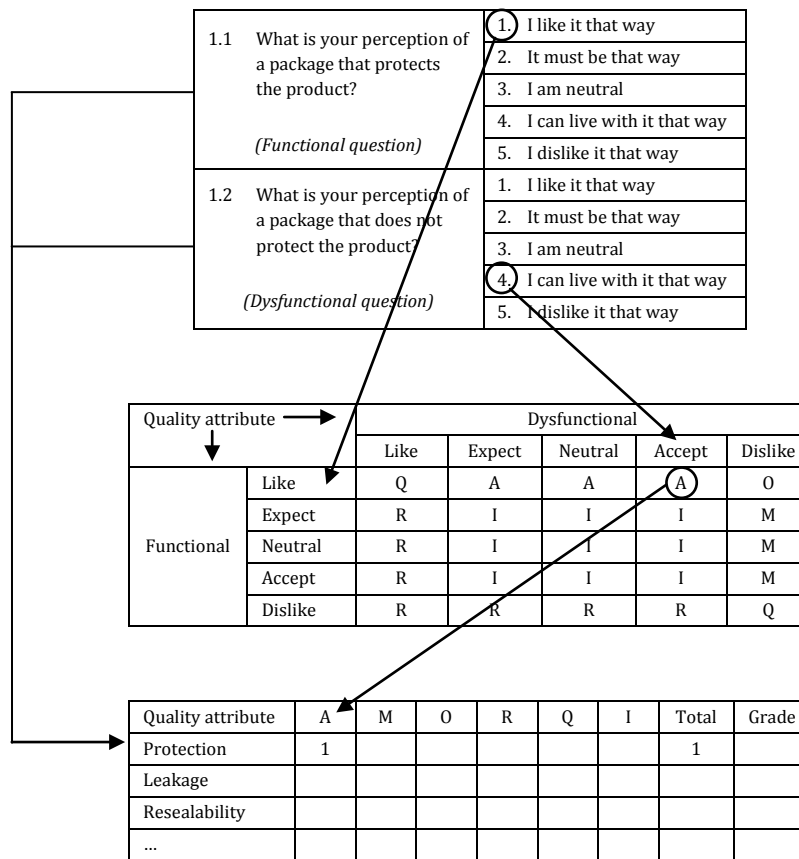 1.1 What is your perception of
a package that protects
the product?
(Functional question)
1. I like it that way
2. It must be that way
3. I am neutral
4. I can live with it that way
5. I dislike it that way
1.2 What is your perception of
a package that does not
protect the product?
(Dysfunctional question)
1. I like it that way
2. It must be that way
3. I am neutral
4. I can live with it that way
5. I dislike it that way
Quality attribute Dysfunctional
Like Expect Neutral Accept Dislike
Functional
Like Q A A A O
Expect R I I I M
Neutral R I I I M
Accept R I I I M
Dislike R R R R Q
Quality attribute A M O R Q I Total Grade
Protection 1 1
Leakage
Resealability
...